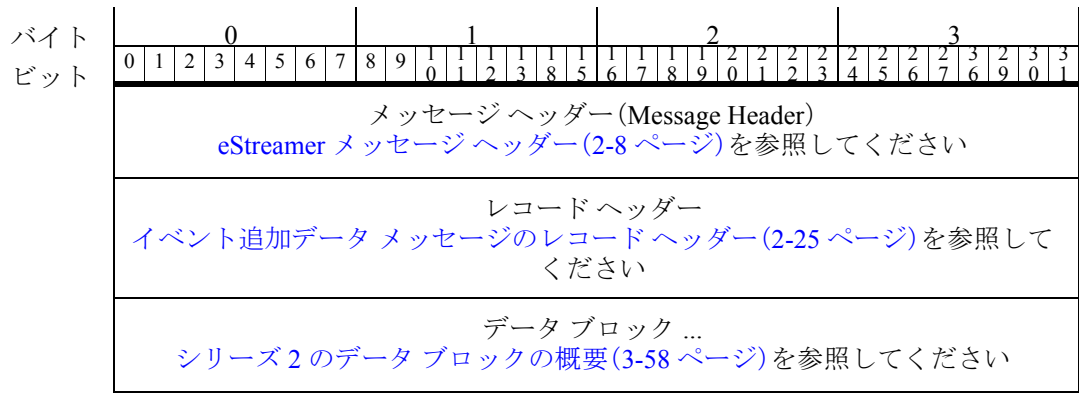 バイト 0 1 2 3
ビット 0 1 2 3 4 5 6 7 8 9 10 11 12 13 18 15 16 17 18 19 20 21 22 23 24 25 26 27 36 29 30 31
メッセージ ヘッダー(Message Header)
eStreamer メッセージ ヘッダー(2-8 ページ)を参照してください
レコード ヘッダー
イベント追加データ メッセージのレコード ヘッダー(2-25 ページ)を参照して
ください
データ ブロック ...
シリーズ 2 のデータ ブロックの概要(3-58 ページ)を参照してください